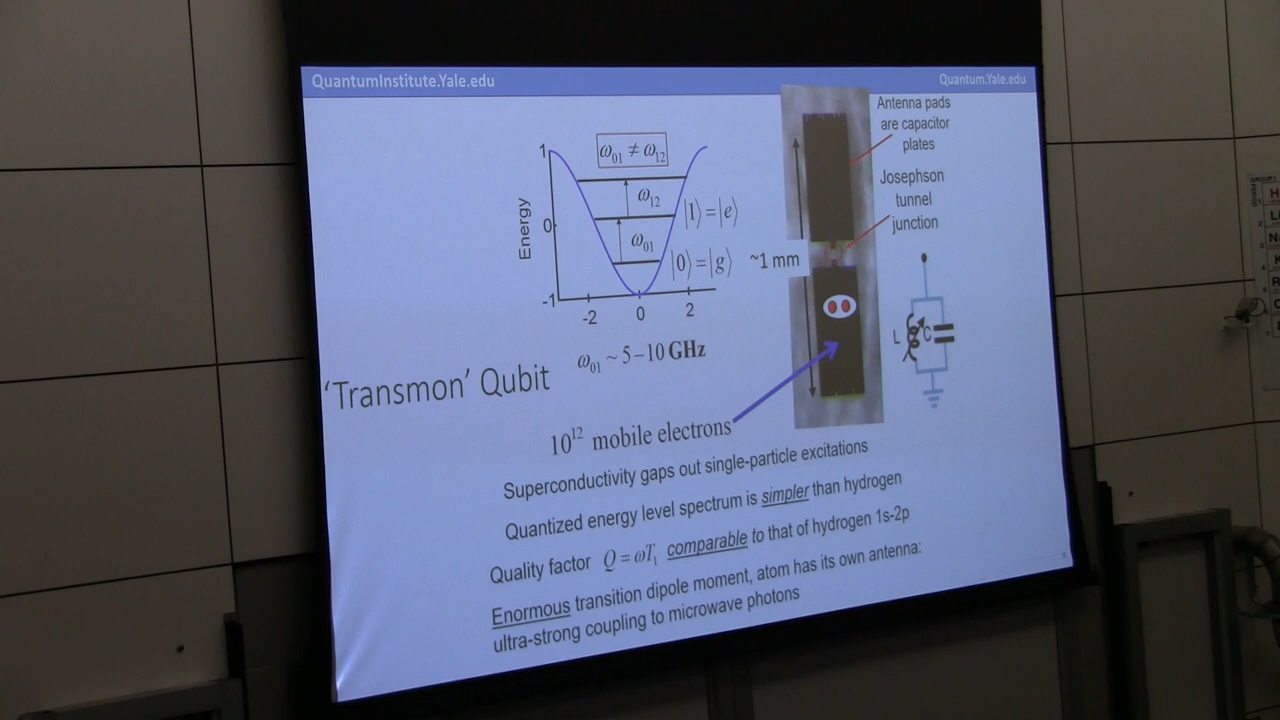 QuantumInstitute.Yale.edu
Quantum.Yale.edu
Antenna pads
are capacitor
plates
Josephson
tunnel
junction
ω01 ≠ ω12
1
0
-1
Energy
ω12
|1⟩=|e⟩
ω01
|0⟩=|g⟩
~1 mm
-2
0
2
L
C
ω01 ~ 5–10 GHz
'Transmon' Qubit
10¹² mobile electrons
Superconductivity gaps out single-particle excitations
Quantized energy level spectrum is simpler than hydrogen
Quality factor Q = ωT1 comparable to that of hydrogen 1s-2p
Enormous transition dipole moment, atom has its own antenna:
ultra-strong coupling to microwave photons